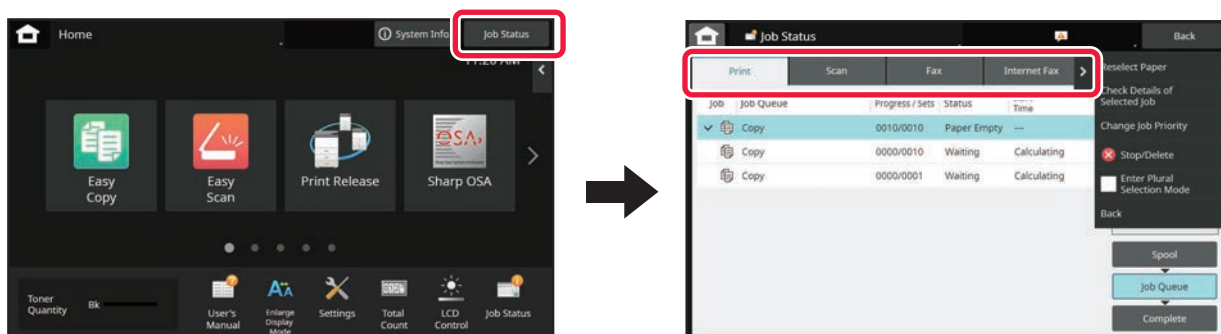 Home
System Info
Job Status
11:20 AM
Easy
Copy
Easy
Scan
Print Release
OSA
Sharp OSA
Toner
Quantity
Bk
User's
Manual
Enlarge
Display
Mode
Settings
Total
Count
LCD
Control
Job Status
Job Status
Back
Print
Scan
Fax
Internet Fax
Reselect Paper
Check Details of
Selected Job
Change Job Priority
Stop/Delete
Enter Plural
Selection Mode
Back
Job
Job Queue
Progress / Sets
Status
Time
Copy 0010/0010 Paper Empty ---
Copy 0000/0010 Waiting Calculating
Copy 0000/0001 Waiting Calculating
Spool
Job Queue
Complete